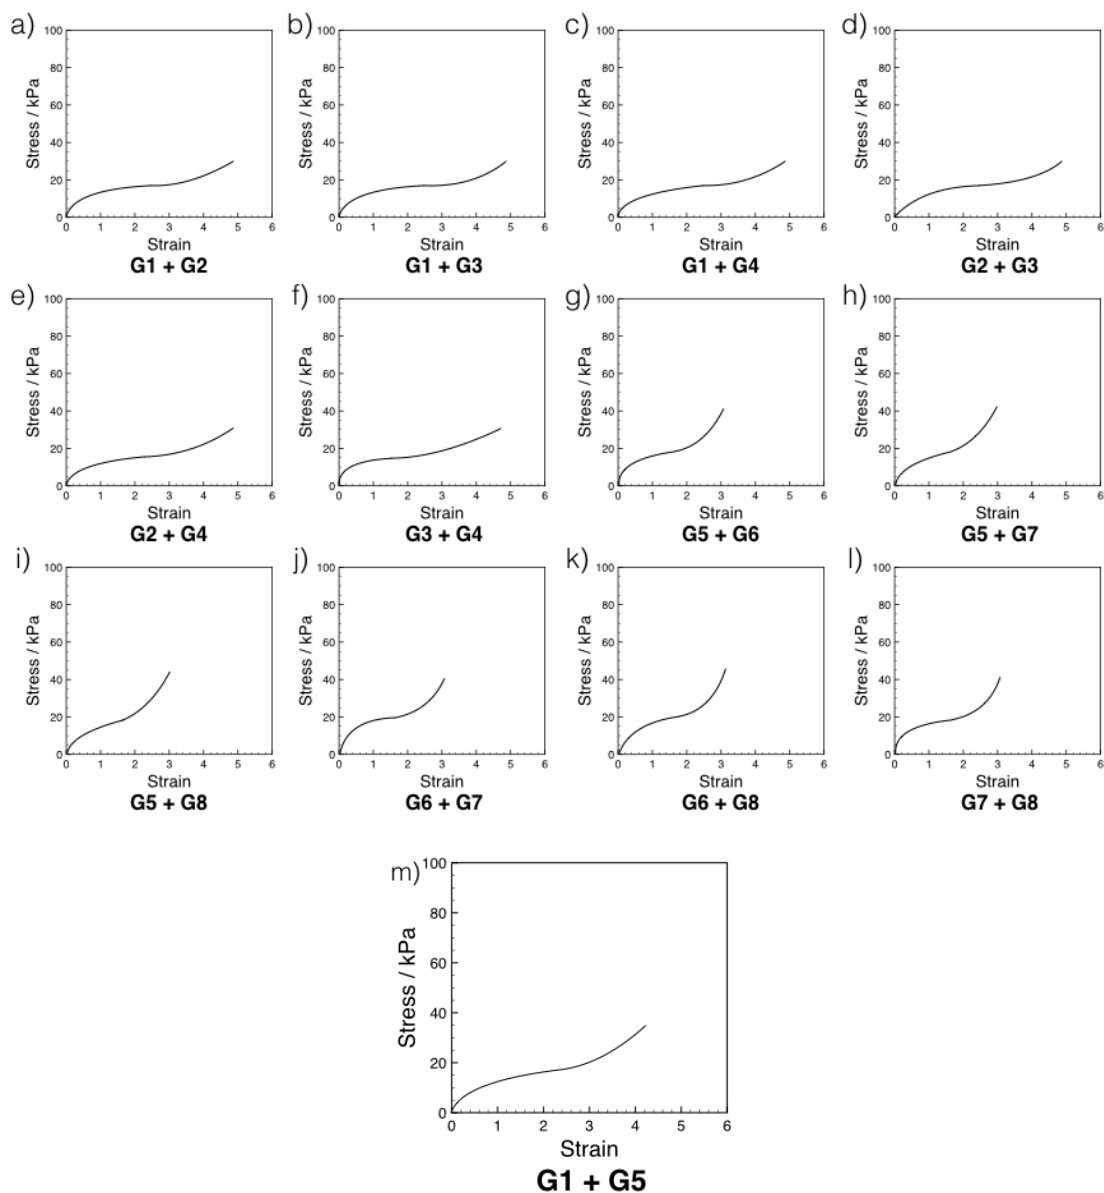 a) b) c) d)
100 100 100 100
80 80 80 80
60 60 60 60
40 40 40 40
20 20 20 20
0 0 0 0
Stress / kPa Stress / kPa Stress / kPa Stress / kPa
0 1 2 3 4 5 6 0 1 2 3 4 5 6 0 1 2 3 4 5 6 0 1 2 3 4 5 6
Strain Strain Strain Strain
G1 + G2 G1 + G3 G1 + G4 G2 + G3
e) f) g) h)
100 100 100 100
80 80 80 80
60 60 60 60
40 40 40 40
20 20 20 20
0 0 0 0
Stress / kPa Stress / kPa Stress / kPa Stress / kPa
0 1 2 3 4 5 6 0 1 2 3 4 5 6 0 1 2 3 4 5 6 0 1 2 3 4 5 6
Strain Strain Strain Strain
G2 + G4 G3 + G4 G5 + G6 G5 + G7
i) j) k) l)
100 100 100 100
80 80 80 80
60 60 60 60
40 40 40 40
20 20 20 20
0 0 0 0
Stress / kPa Stress / kPa Stress / kPa Stress / kPa
0 1 2 3 4 5 6 0 1 2 3 4 5 6 0 1 2 3 4 5 6 0 1 2 3 4 5 6
Strain Strain Strain Strain
G5 + G8 G6 + G7 G6 + G8 G7 + G8
m)
100
80
60
40
20
0
Stress / kPa
0 1 2 3 4 5 6
Strain
G1 + G5